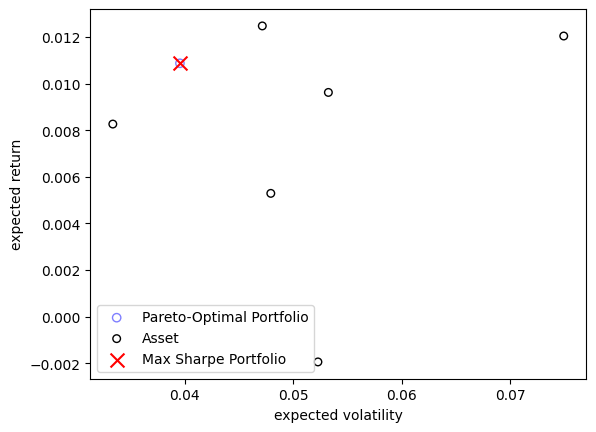 0.012
0.010
0.008
0.006
0.004
0.002
0.000
−0.002
expected return
Pareto-Optimal Portfolio
Asset
Max Sharpe Portfolio
0.04 0.05 0.06 0.07
expected volatility